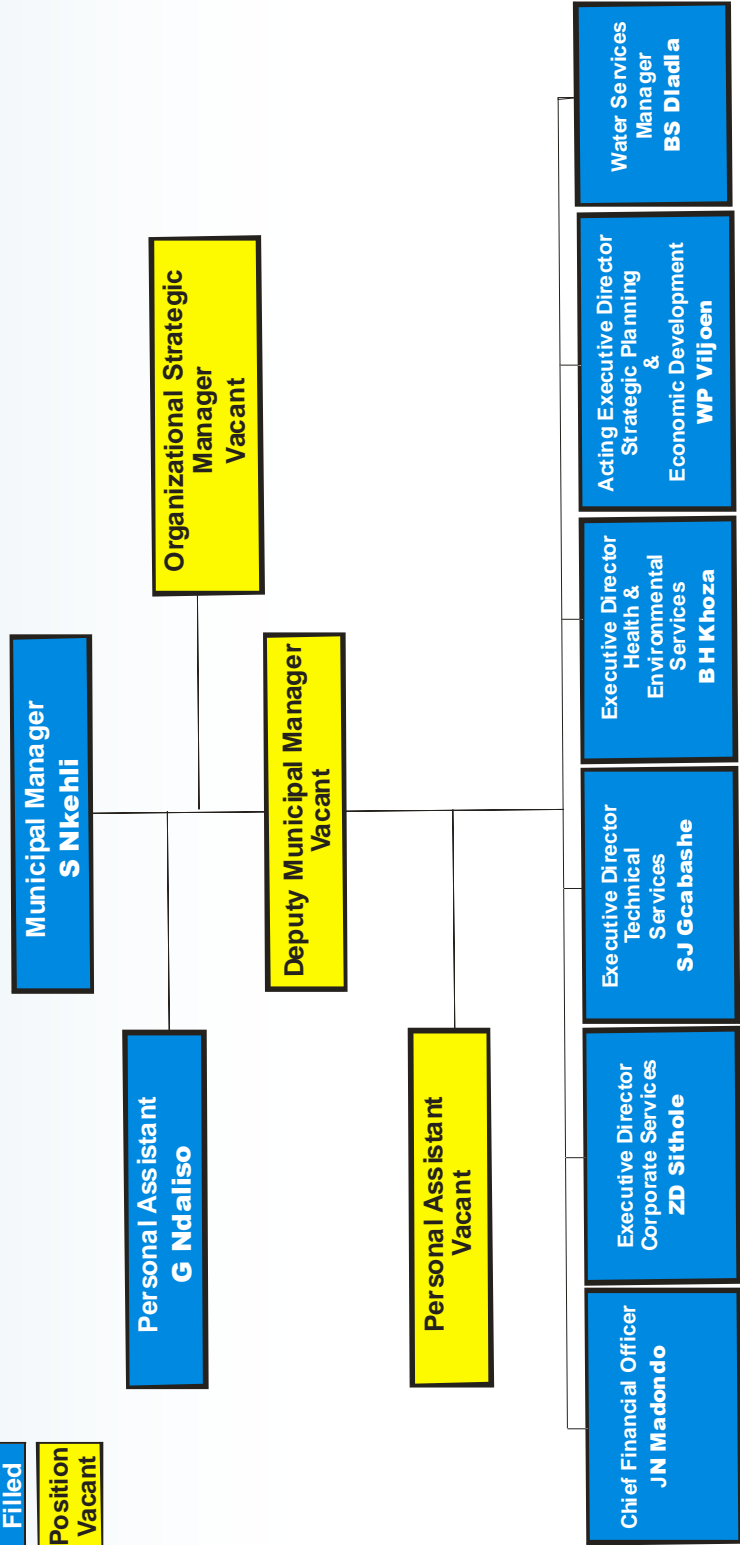 Filled
Position
Vacant
Municipal Manager
S Nkehli
Personal Assistant
G Ndaliso
Organizational Strategic
Manager
Vacant
Deputy Municipal Manager
Vacant
Personal Assistant
Vacant
Chief Financial Officer
JN Madondo
Executive Director
Corporate Services
ZD Sithole
Executive Director
Technical
Services
SJ Gcabashe
Executive Director
Health &
Environmental
Services
BH Khoza
Acting Executive Director
Strategic Planning
&
Economic Development
WP Viljoen
Water Services
Manager
BS Dladla